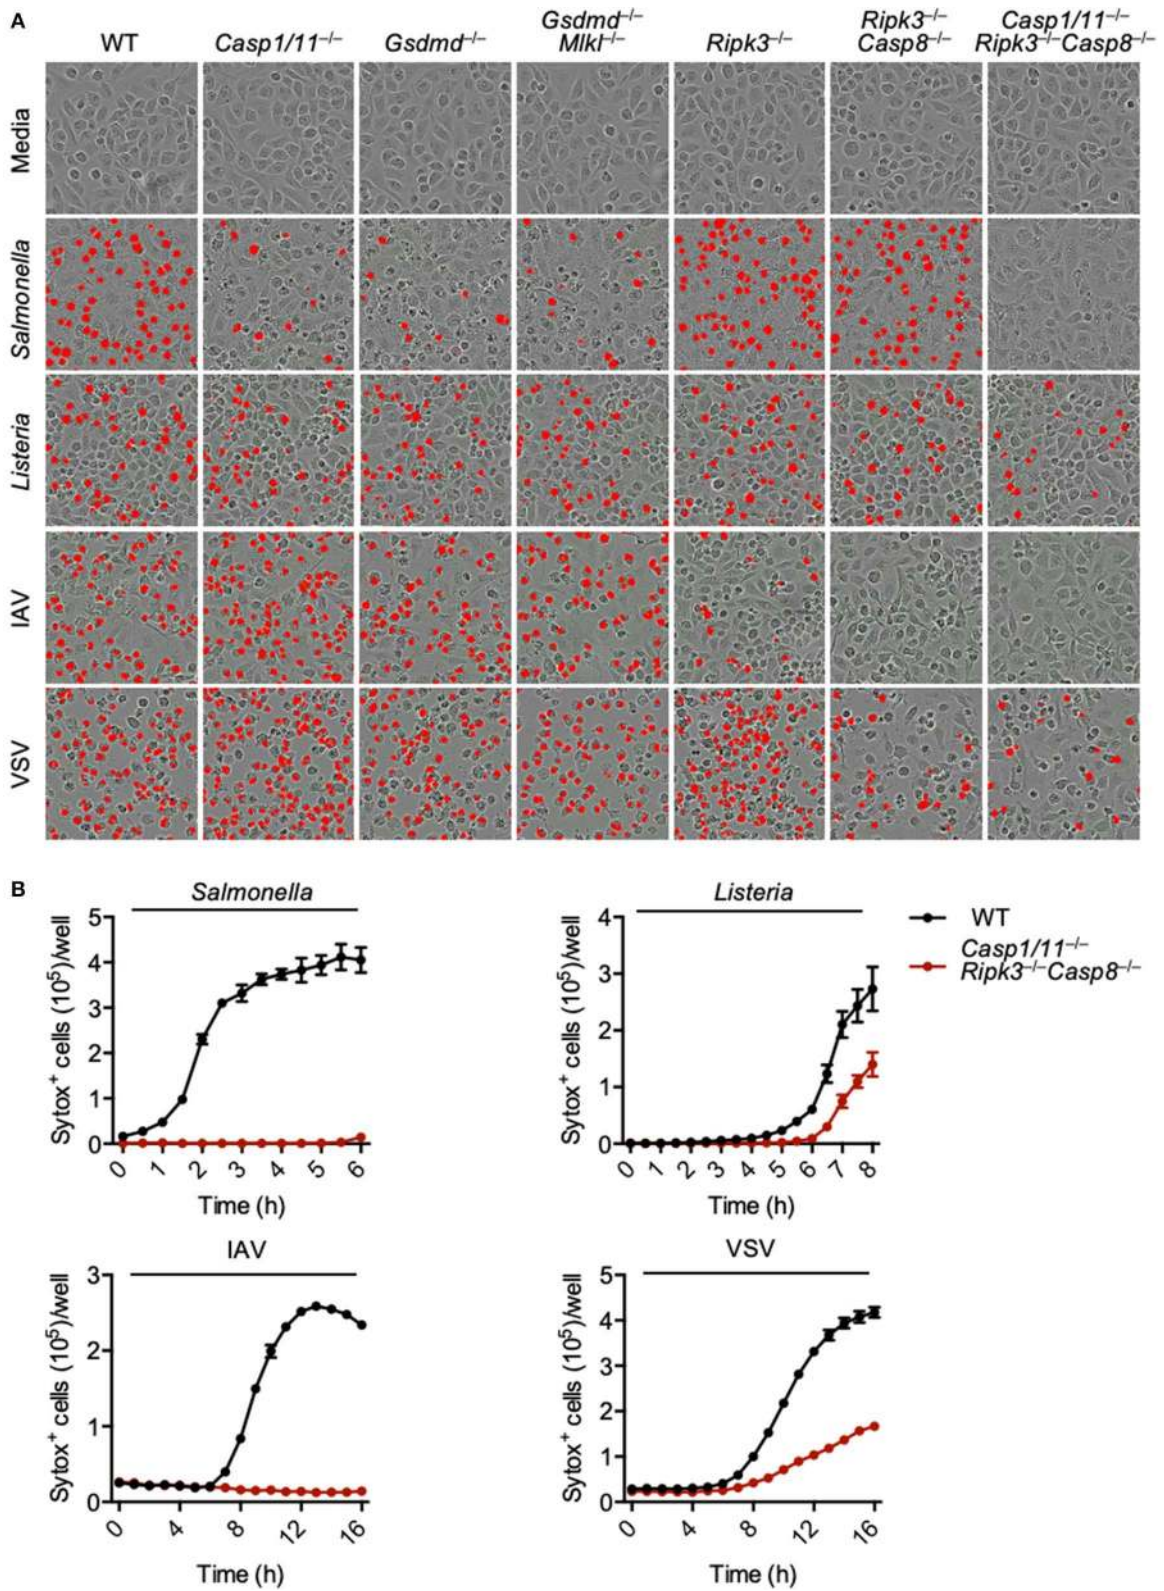 A
WT
Casp1/11–/–
Gsdmd–/–
Gsdmd–/–
Mlkl–/–
Ripk3–/–
Ripk3–/–
Casp8–/–
Casp1/11–/–
Ripk3–/–Casp8–/–
Media
Salmonella
Listeria
IAV
VSV
B
Salmonella
Sytox+ cells (105)/well
5
4
3
2
1
0
0 1 2 3 4 5 6
Time (h)
Listeria
Sytox+ cells (105)/well
4
3
2
1
0
0 1 2 3 4 5 6 7 8
Time (h)
WT
Casp1/11–/–
Ripk3–/–Casp8–/–
IAV
Sytox+ cells (105)/well
3
2
1
0
0 4 8 12 16
Time (h)
VSV
Sytox+ cells (105)/well
5
4
3
2
1
0
0 4 8 12 16
Time (h)